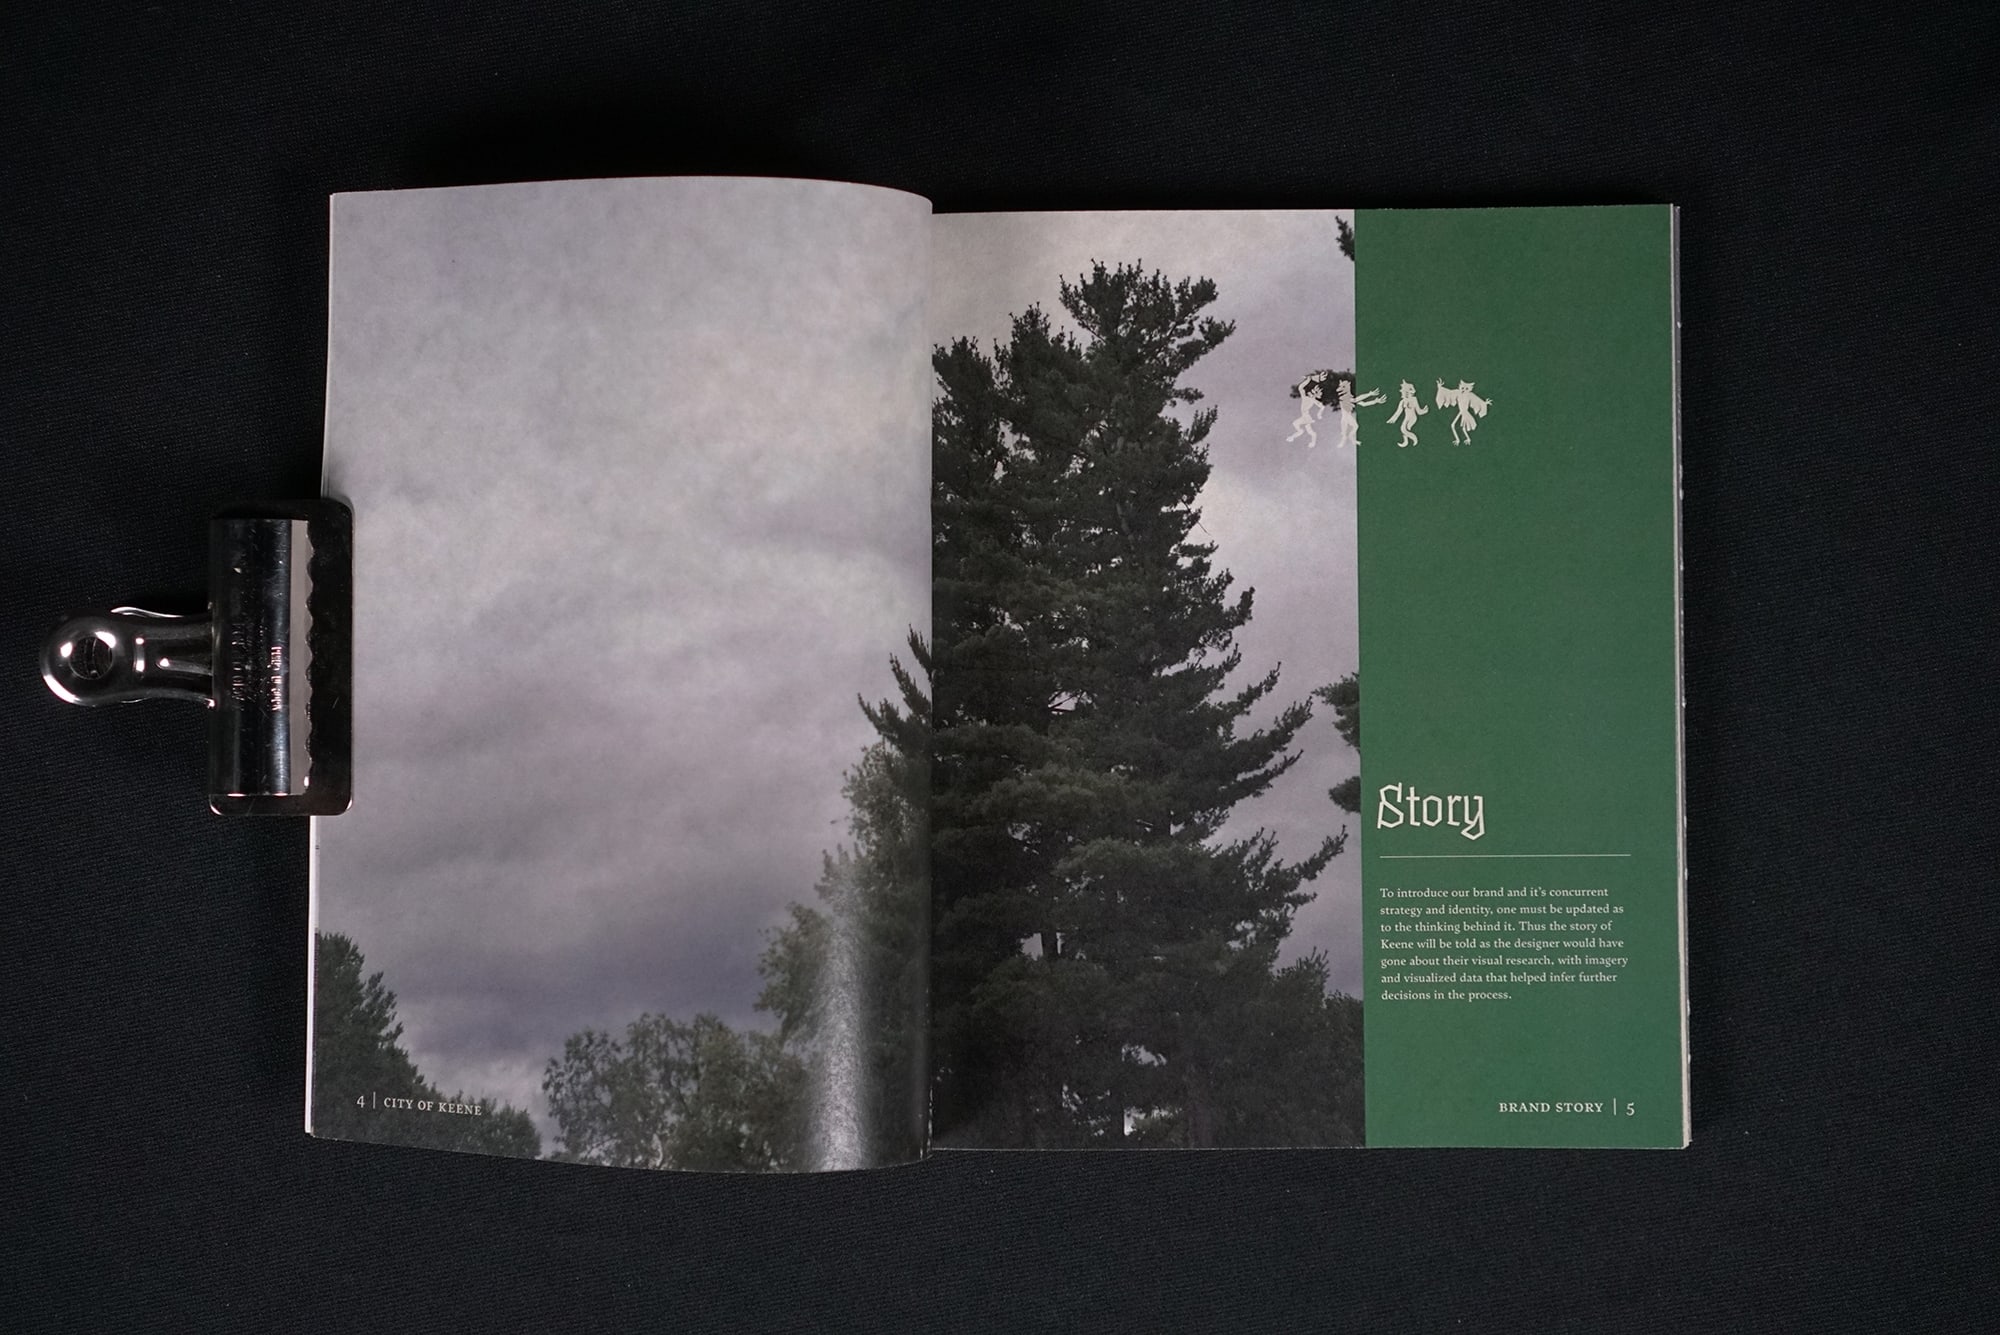 4 | CITY OF KEENE
Story
To introduce our brand and it's concurrent
strategy and identity, one must be updated as
to the thinking behind it. Thus the story of
Keene will be told as the designer would have
gone about their visual research, with imagery
and visualized data that helped infer further
decisions in the process.
BRAND STORY | 5